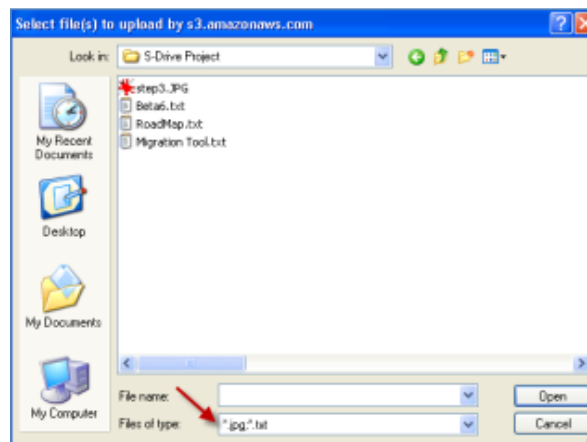 Select file(s) to upload by s3.amazonaws.com
Look in: S-Drive Project
step3.JPG
Beta6.txt
RoadMap.txt
Migration Tool.txt
My Recent
Documents
Desktop
My Documents
My Computer
File name: Open
Files of type: *.jpg;*.txt Cancel